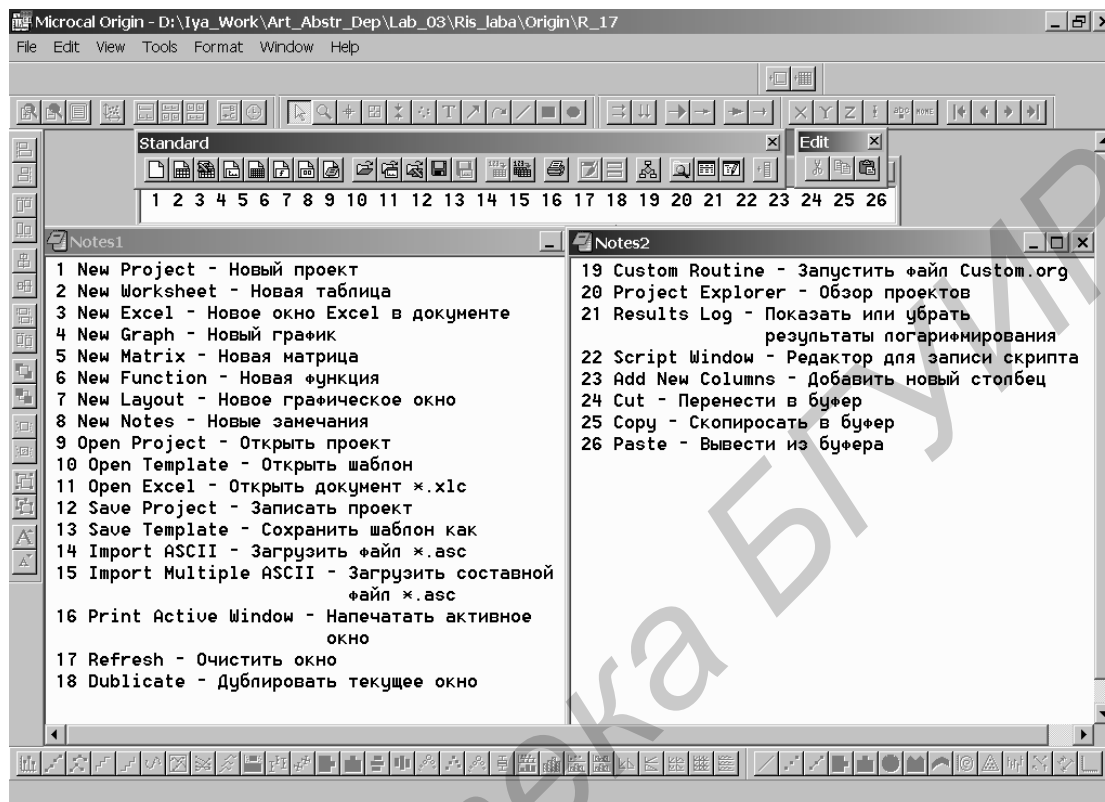 Microcal Origin - D:\Iya_Work\Art_Abstr_Dep\Lab_03\Ris_laba\Origin\R_17
File Edit View Tools Format Window Help
Standard
Edit
1 2 3 4 5 6 7 8 9 10 11 12 13 14 15 16 17 18 19 20 21 22 23 24 25 26
Notes1
1 New Project - Новый проект
2 New Worksheet - Новая таблица
3 New Excel - Новое окно Excel в документе
4 New Graph - Новый график
5 New Matrix - Новая матрица
6 New Function - Новая функция
7 New Layout - Новое графическое окно
8 New Notes - Новые замечания
9 Open Project - Открыть проект
10 Open Template - Открыть шаблон
11 Open Excel - Открыть документ *.xlc
12 Save Project - Записать проект
13 Save Template - Сохранить шаблон как
14 Import ASCII - Загрузить файл *.asc
15 Import Multiple ASCII - Загрузить составной
файл *.asc
16 Print Active Window - Напечатать активное
окно
17 Refresh - Очистить окно
18 Dublicate - Дублировать текущее окно
Notes2
19 Custom Routine - Запустить файл Custom.org
20 Project Explorer - Обзор проектов
21 Results Log - Показать или убрать
результаты логарифмирования
22 Script Window - Редактор для записи скрипта
23 Add New Columns - Добавить новый столбец
24 Cut - Перенести в буфер
25 Copy - Скопиросать в буфер
26 Paste - Вывести из буфера
ека БГУИР